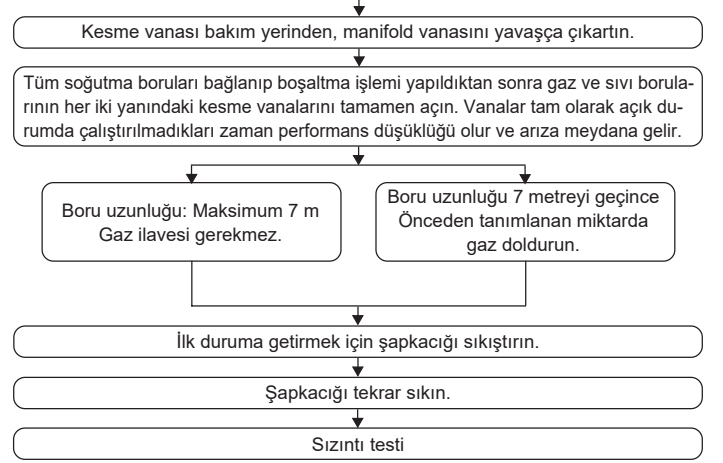 Kesme vanası bakım yerinden, manifold vanasını yavaşça çıkartın.
Tüm soğutma boruları bağlanıp boşaltma işlemi yapıldıktan sonra gaz ve sıvı borula-
rının her iki yanındaki kesme vanalarını tamamen açın. Vanalar tam olarak açık du-
rumda çalıştırılmadıkları zaman performans düşüklüğü olur ve arıza meydana gelir.
Boru uzunluğu: Maksimum 7 m
Gaz ilavesi gerekmez.
Boru uzunluğu 7 metreyi geçince
Önceden tanımlanan miktarda
gaz doldurun.
İlk duruma getirmek için şapkacığı sıkıştırın.
Şapkacığı tekrar sıkın.
Sızıntı testi